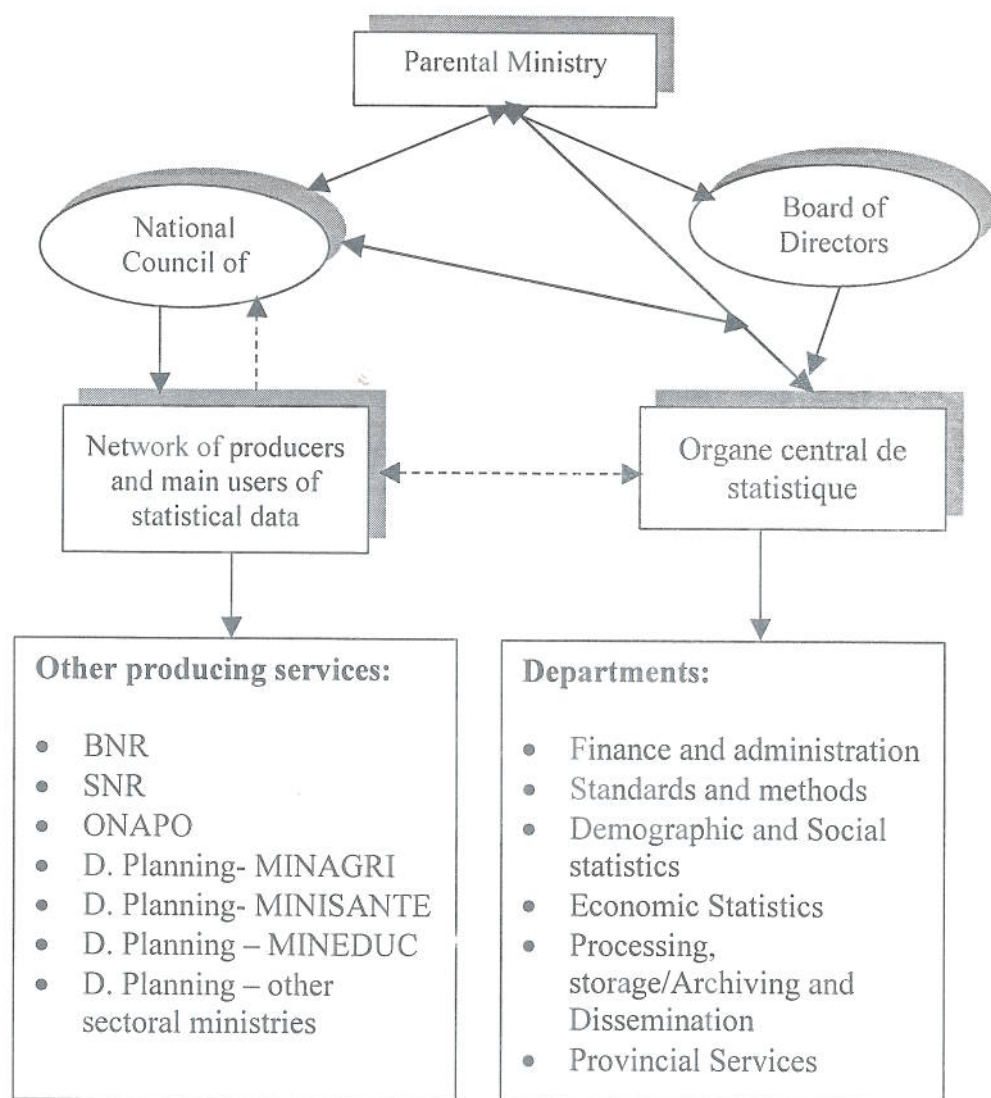 Parental Ministry
National
Council of
Board of
Directors
Network of producers
and main users of
statistical data
Organe central de
statistique
Other producing services:
• BNR
• SNR
• ONAPO
• D. Planning- MINAGRI
• D. Planning- MINISANTE
• D. Planning – MINEDUC
• D. Planning – other
sectoral ministries
Departments:
• Finance and administration
• Standards and methods
• Demographic and Social
statistics
• Economic Statistics
• Processing,
storage/Archiving and
Dissemination
• Provincial Services